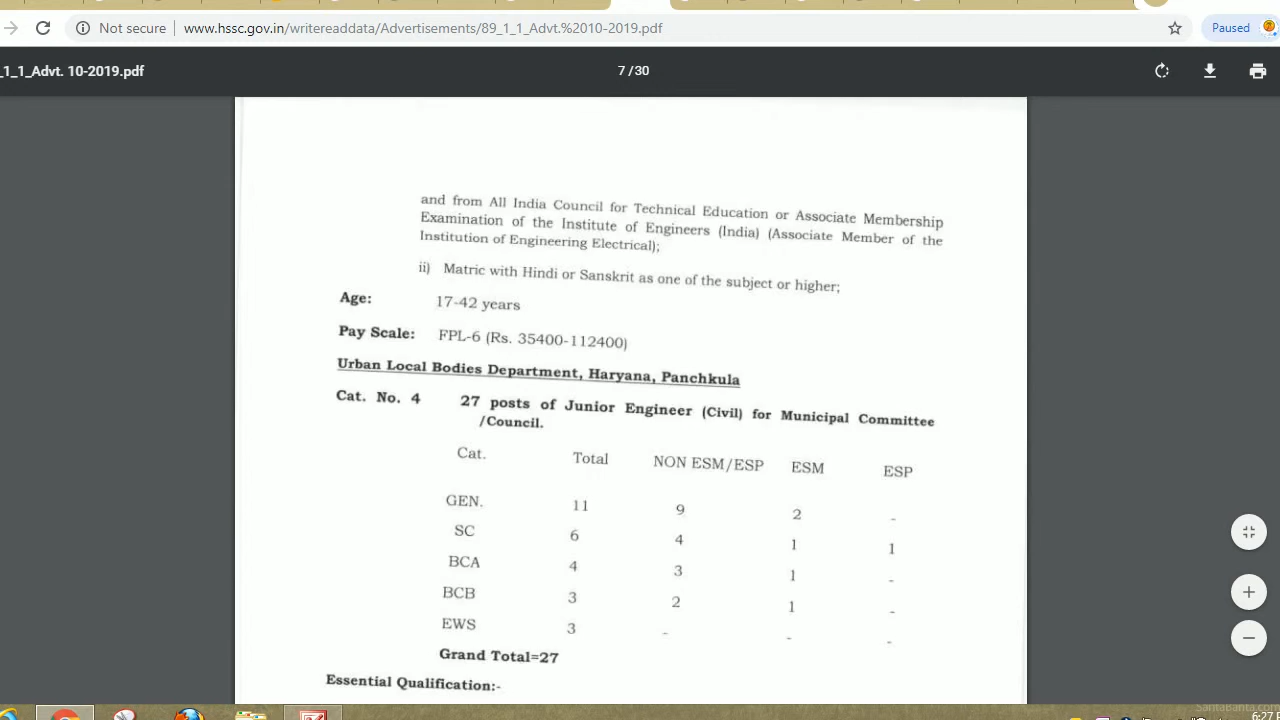 Not secure | www.hssc.gov.in/writereaddata/Advertisements/89_1_1_Advt.%2010-2019.pdf Paused
_1_1_Advt. 10-2019.pdf 7 / 30
and from All India Council for Technical Education or Associate Membership
Examination of the Institute of Engineers (India) (Associate Member of the
Institution of Engineering Electrical);
ii) Matric with Hindi or Sanskrit as one of the subject or higher;
Age: 17-42 years
Pay Scale: FPL-6 (Rs. 35400-112400)
Urban Local Bodies Department, Haryana, Panchkula
Cat. No. 4 27 posts of Junior Engineer (Civil) for Municipal Committee
/Council.
Cat. Total NON ESM/ESP ESM ESP
GEN. 11 9 2 -
SC 6 4 1 1
BCA 4 3 1 -
BCB 3 2 1 -
EWS 3 - - -
Grand Total=27
Essential Qualification:-
SantaBanta.com